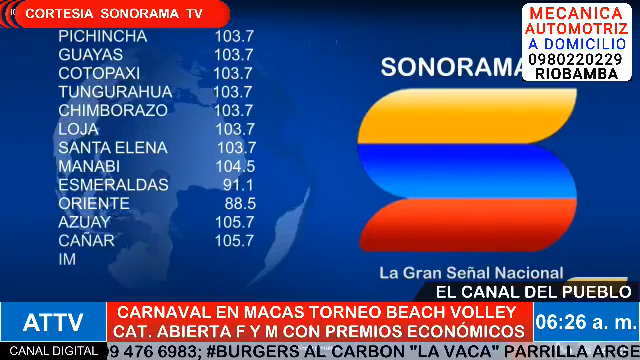 CORTESIA SONORAMA TV
MECANICA
AUTOMOTRIZ
A DOMICILIO
0980220229
RIOBAMBA
PICHINCHA 103.7
GUAYAS 103.7
COTOPAXI 103.7
TUNGURAHUA 103.7
CHIMBORAZO 103.7
LOJA 103.7
SANTA ELENA 103.7
MANABI 104.5
ESMERALDAS 91.1
ORIENTE 88.5
AZUAY 105.7
CAÑAR 105.7
IM
SONORAMA
La Gran Señal Nacional
EL CANAL DEL PUEBLO
ATTV
CARNAVAL EN MACAS TORNEO BEACH VOLLEY
CAT. ABIERTA F Y M CON PREMIOS ECONÓMICOS
06:26 a. m.
CANAL DIGITAL
9 476 6983; #BURGERS AL CARBON "LA VACA" PARRILLA ARGE